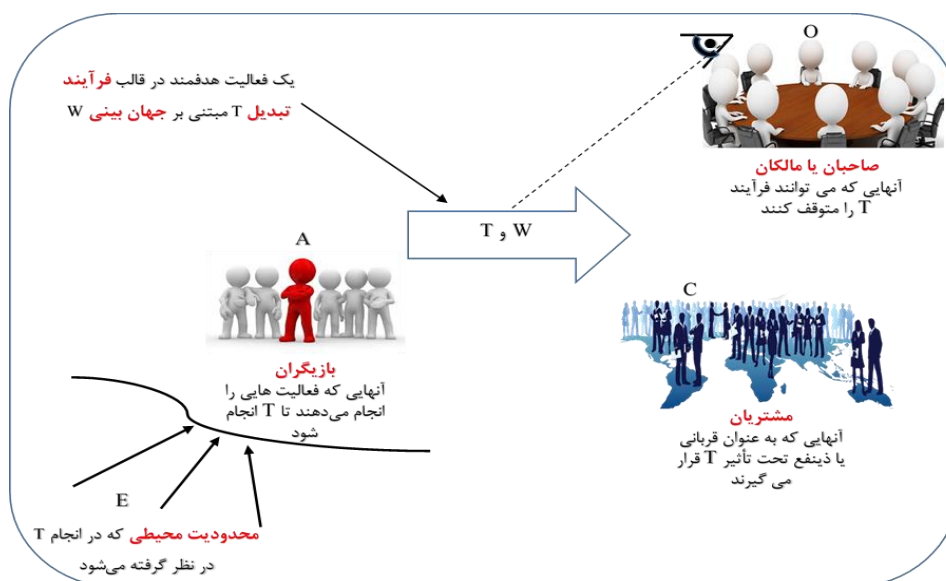 یک فعالیت هدفمند در قالب فرآیند
تبدیل T مبتنی بر جهان بینی W
O
صاحبان یا مالکان
آنهایی که می توانند فرآیند
T را متوقف کنند
W و T
A
بازیگران
آنهایی که فعالیت هایی را
انجام می‌دهند تا T انجام
شود
C
مشتریان
آنهایی که به عنوان قربانی
یا ذینفع تحت تأثیر T قرار
می گیرند
E
محدودیت محیطی که در انجام T
در نظر گرفته می‌شود